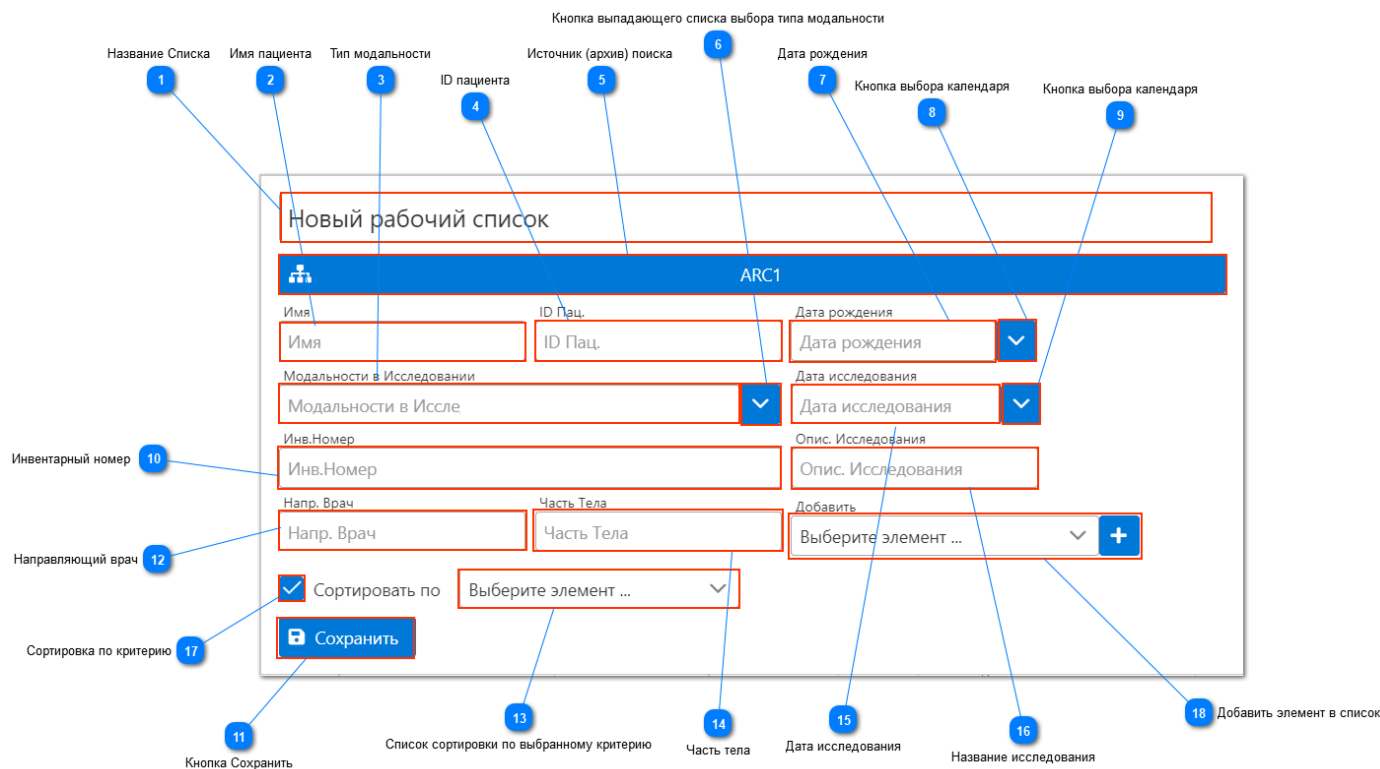 Кнопка выпадающего списка выбора типа модальности
6
Название Списка
1
Имя пациента
2
Тип модальности
3
ID пациента
4
Источник (архив) поиска
5
Дата рождения
7
Кнопка выбора календаря
8
Кнопка выбора календаря
9
Новый рабочий список
ARC1
Имя
ID Пац.
Дата рождения
Имя
ID Пац.
Дата рождения
Модальности в Исследовании
Дата исследования
Модальности в Иссле
Дата исследования
Инв.Номер
Опис. Исследования
Инвентарный номер
10
Инв.Номер
Опис. Исследования
Напр. Врач
Часть Тела
Добавить
Напр. Врач
Часть Тела
Выберите элемент ...
Направляющий врач
12
Сортировать по
Выберите элемент ...
Сохранить
Сортировка по критерию
17
11
Кнопка Сохранить
13
Список сортировки по выбранному критерию
14
Часть тела
15
Дата исследования
16
Название исследования
18
Добавить элемент в список